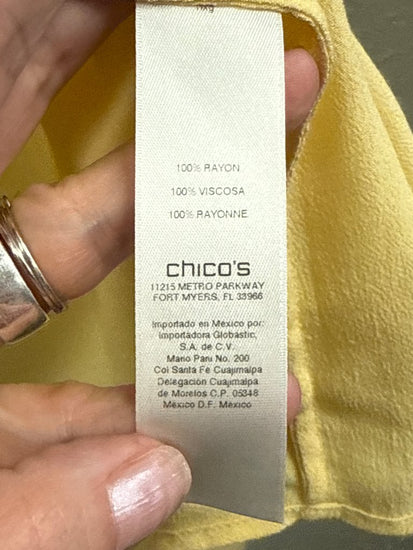 100% RAYON
100% VISCOSA
100% RAYONNE
chico's
11215 METRO PARKWAY
FORT MYERS, FL 33966
Importado en México por:
Importadora Globastic,
S.A. de C.V.
Mario Pani No. 200
Col Santa Fé Cuajimalpa
Delegación Cuajimalpa
de Morelos C.P. 05348
México D.F. México